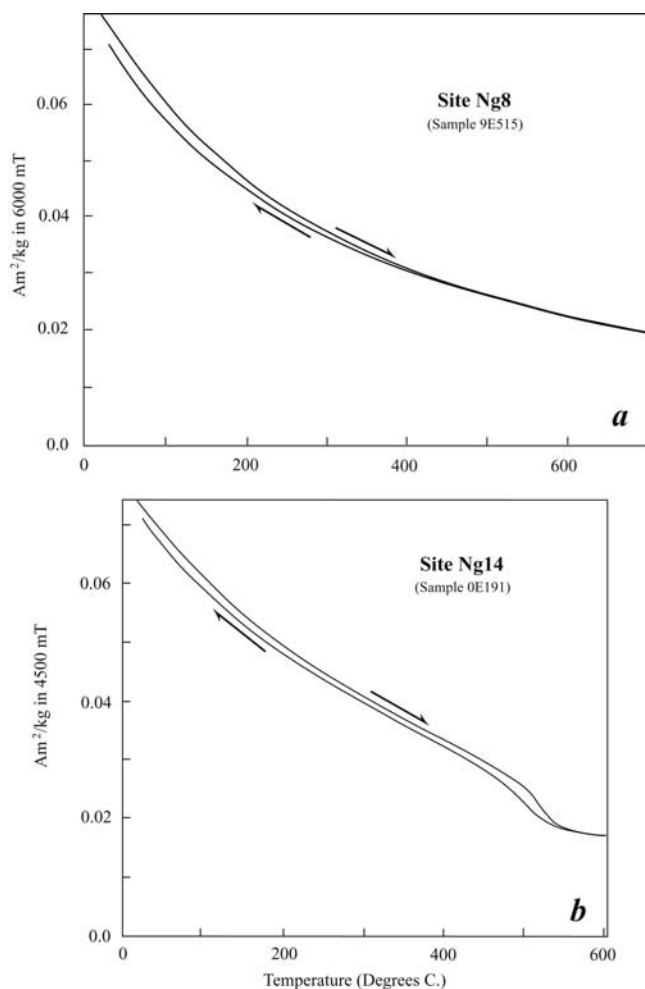 Site Ng8
(Sample 9E515)
Am²/kg in 6000 mT
0.06
0.04
0.02
0.0
0
200
400
600
a
Site Ng14
(Sample 0E191)
Am²/kg in 4500 mT
0.06
0.04
0.02
0.0
0
200
400
600
b
Temperature (Degrees C.)